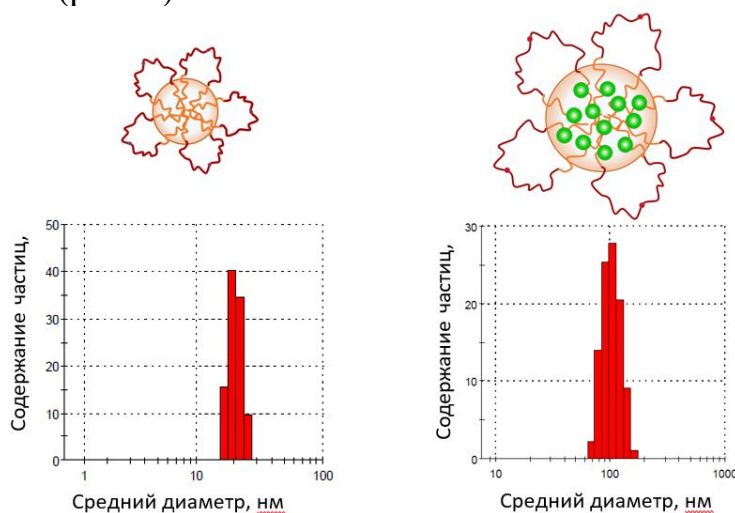 Содержание частиц,
50
40
30
20
10
0
1 10 100
Средний диаметр, нм
Содержание частиц,
30
20
10
0
10 100 1000
Средний диаметр, нм